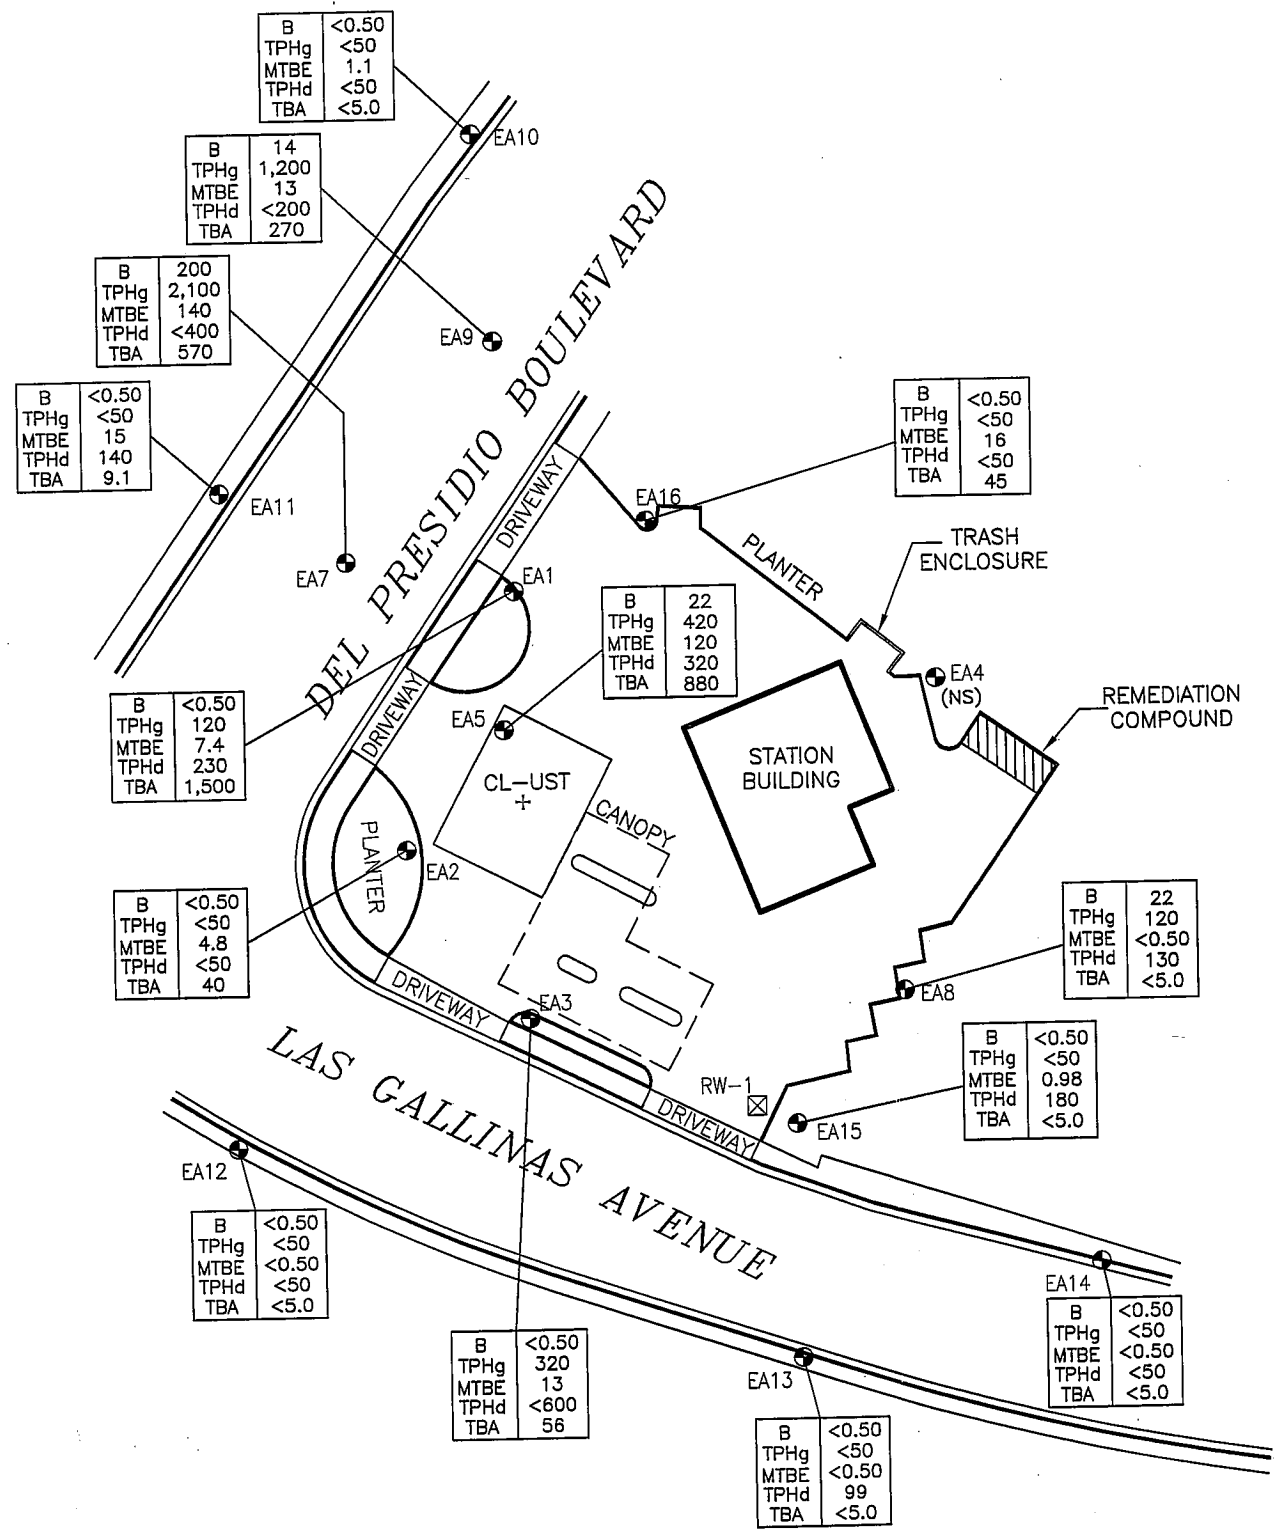 B <0.50
TPHg <50
MTBE 1.1
TPHd <50
TBA <5.0
EA10
B 14
TPHg 1,200
MTBE 13
TPHd <200
TBA 270
B 200
TPHg 2,100
MTBE 140
TPHd <400
TBA 570
EA9
B <0.50
TPHg <50
MTBE 15
TPHd 140
TBA 9.1
EA11
EA7
DEL PRESIDIO BOULEVARD
B <0.50
TPHg <50
MTBE 16
TPHd <50
TBA 45
EA16
DRIVEWAY
PLANTER
TRASH
ENCLOSURE
EA1
B 22
TPHg 420
MTBE 120
TPHd 320
TBA 880
EA4
(NS)
REMEDIATION
COMPOUND
B <0.50
TPHg 120
MTBE 7.4
TPHd 230
TBA 1,500
DRIVEWAY
EA5
CL-UST
STATION
BUILDING
CANOPY
PLANTER
EA2
B <0.50
TPHg <50
MTBE 4.8
TPHd <50
TBA 40
B 22
TPHg 120
MTBE <0.50
TPHd 130
TBA <5.0
EA8
DRIVEWAY
EA3
B <0.50
TPHg <50
MTBE 0.98
TPHd 180
TBA <5.0
RW-1
DRIVEWAY
EA15
LAS GALLINAS AVENUE
EA12
B <0.50
TPHg <50
MTBE <0.50
TPHd <50
TBA <5.0
EA14
B <0.50
TPHg <50
MTBE <0.50
TPHd <50
TBA <5.0
B <0.50
TPHg 320
MTBE 13
TPHd <600
TBA 56
EA13
B <0.50
TPHg <50
MTBE <0.50
TPHd 99
TBA <5.0